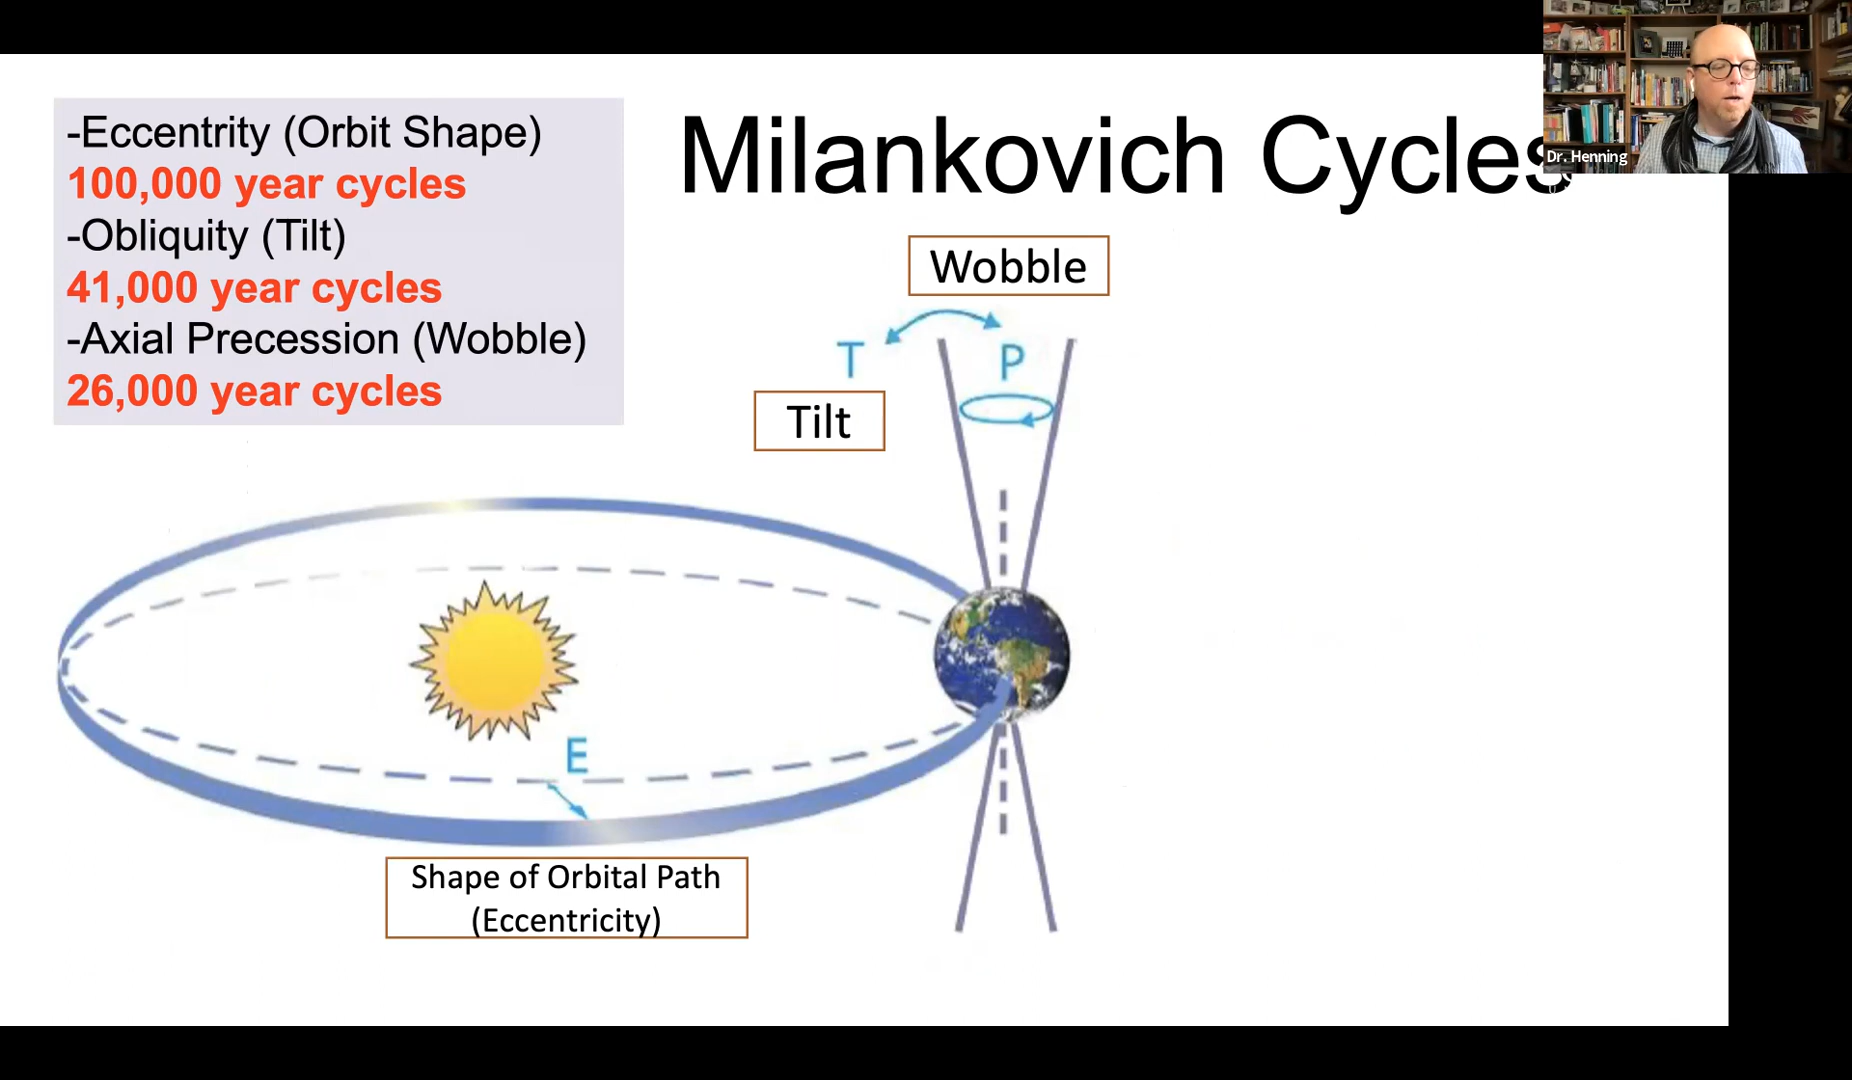 -Eccentrity (Orbit Shape)
100,000 year cycles
-Obliquity (Tilt)
41,000 year cycles
-Axial Precession (Wobble)
26,000 year cycles
Milankovich Cycles
Dr. Henning
Wobble
T
P
Tilt
E
Shape of Orbital Path
(Eccentricity)